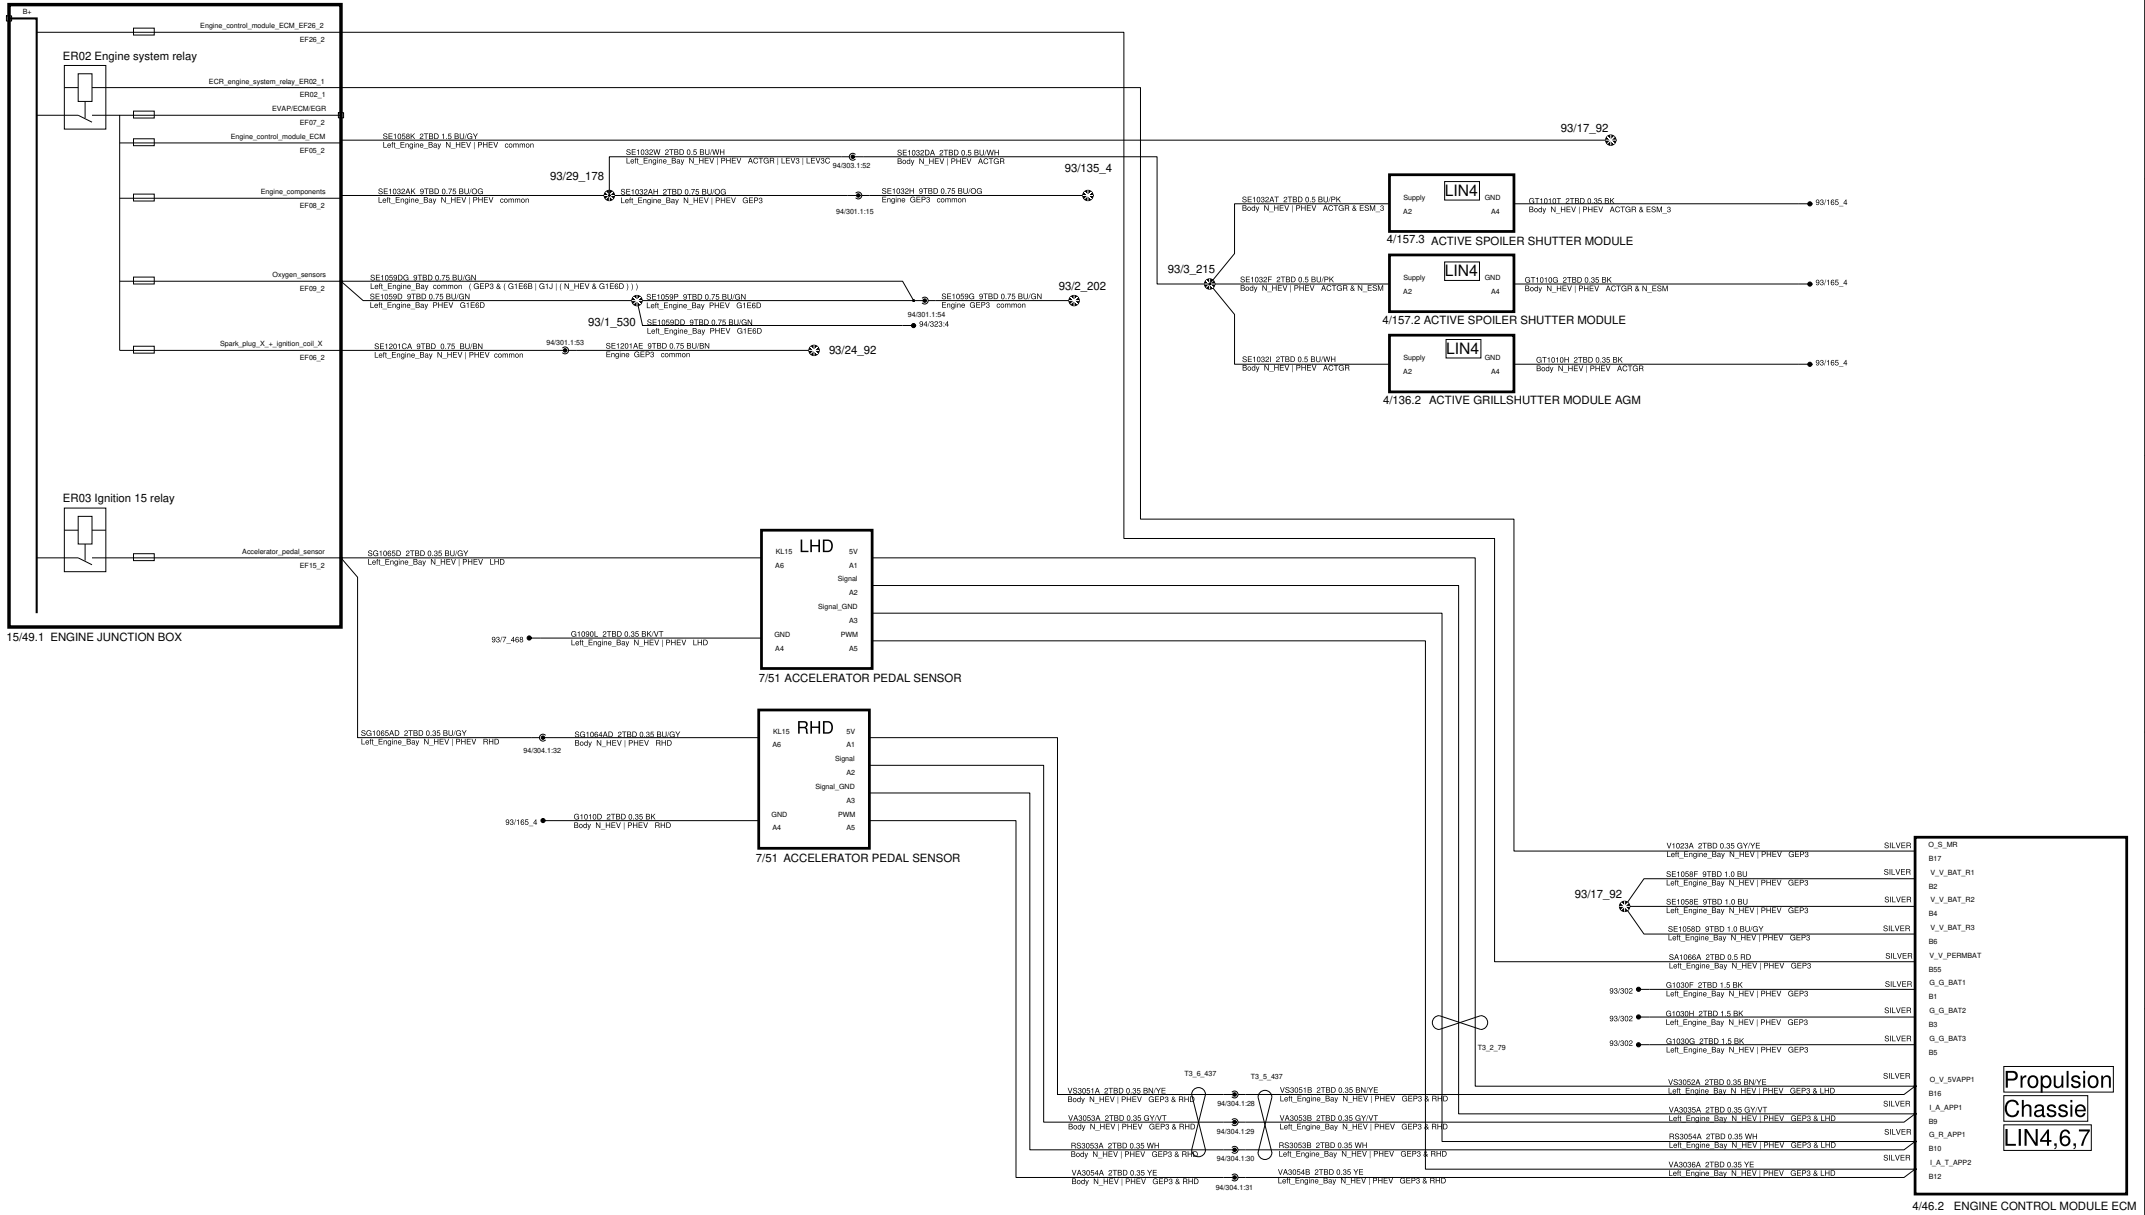 B+
Engine_control_module_ECM_EF26_2
EF26_2
ER02 Engine system relay
ECR_engine_system_relay_ER02_1
ER02_1
EVAP/ECM/EGR
EF07_2
Engine_control_module_ECM
EF05_2
SE1058K 2TBD 1.5 BU/GY
Left_Engine_Bay N_HEV | PHEV common
93/17_92
SE1032W 2TBD 0.5 BU/WH
Left_Engine_Bay N_HEV | PHEV ACTGR | LEV3 | LEV3C
94/303.1:52
SE1032DA 2TBD 0.5 BU/WH
Body N_HEV | PHEV ACTGR
93/29_178
93/135_4
Engine_components
EF08_2
SE1032AK 9TBD 0.75 BU/OG
Left_Engine_Bay N_HEV | PHEV common
SE1032AH 2TBD 0.75 BU/OG
Left_Engine_Bay N_HEV | PHEV GEP3
94/301.1:15
SE1032H 9TBD 0.75 BU/OG
Engine GEP3 common
SE1032AT 2TBD 0.5 BU/PK
Body N_HEV | PHEV ACTGR & ESM_3
LIN4
Supply
GND
A2
A4
GT1010T 2TBD 0.35 BK
Body N_HEV | PHEV ACTGR & ESM_3
93/165_4
4/157.3 ACTIVE SPOILER SHUTTER MODULE
93/3_215
SE1032F 2TBD 0.5 BU/PK
Body N_HEV | PHEV ACTGR & N_ESM
LIN4
Supply
GND
A2
A4
GT1010G 2TBD 0.35 BK
Body N_HEV | PHEV ACTGR & N_ESM
93/165_4
4/157.2 ACTIVE SPOILER SHUTTER MODULE
SE1032I 2TBD 0.5 BU/WH
Body N_HEV | PHEV ACTGR
LIN4
Supply
GND
A2
A4
GT1010H 2TBD 0.35 BK
Body N_HEV | PHEV ACTGR
93/165_4
4/136.2 ACTIVE GRILLSHUTTER MODULE AGM
Oxygen_sensors
EF09_2
SE1059DG 9TBD 0.75 BU/GN
Left_Engine_Bay common ( GEP3 & ( G1E6B | G1J | ( N_HEV & G1E6D ) ) )
SE1059D 9TBD 0.75 BU/GN
Left_Engine_Bay PHEV G1E6D
93/1_530
SE1059P 9TBD 0.75 BU/GN
Left_Engine_Bay PHEV G1E6D
SE1059DD 9TBD 0.75 BU/GN
Left_Engine_Bay PHEV G1E6D
94/301.1:54
94/323:4
SE1059G 9TBD 0.75 BU/GN
Engine GEP3 common
93/2_202
Spark_plug_X_+_ignition_coil_X
EF06_2
SE1201CA 9TBD 0.75 BU/BN
Left_Engine_Bay N_HEV | PHEV common
94/301.1:53
SE1201AE 9TBD 0.75 BU/BN
Engine GEP3 common
93/24_92
ER03 Ignition 15 relay
Accelerator_pedal_sensor
EF15_2
SG1065D 2TBD 0.35 BU/GY
Left_Engine_Bay N_HEV | PHEV LHD
15/49.1 ENGINE JUNCTION BOX
LHD
KL15
A6
5V
A1
Signal
A2
Signal_GND
A3
GND
A4
PWM
A5
93/7_468
G1090L 2TBD 0.35 BK/VT
Left_Engine_Bay N_HEV | PHEV LHD
7/51 ACCELERATOR PEDAL SENSOR
SG1065AD 2TBD 0.35 BU/GY
Left_Engine_Bay N_HEV | PHEV RHD
94/304.1:32
SG1064AD 2TBD 0.35 BU/GY
Body N_HEV | PHEV RHD
RHD
KL15
A6
5V
A1
Signal
A2
Signal_GND
A3
GND
A4
PWM
A5
93/165_4
G1010D 2TBD 0.35 BK
Body N_HEV | PHEV RHD
7/51 ACCELERATOR PEDAL SENSOR
V1023A 2TBD 0.35 GY/YE
Left_Engine_Bay N_HEV | PHEV GEP3
SILVER
O_S_MR
B17
93/17_92
SE1058F 9TBD 1.0 BU
Left_Engine_Bay N_HEV | PHEV GEP3
SILVER
V_V_BAT_R1
B2
SE1058E 9TBD 1.0 BU
Left_Engine_Bay N_HEV | PHEV GEP3
SILVER
V_V_BAT_R2
B4
SE1058D 9TBD 1.0 BU/GY
Left_Engine_Bay N_HEV | PHEV GEP3
SILVER
V_V_BAT_R3
B6
SA1066A 2TBD 0.5 RD
Left_Engine_Bay N_HEV | PHEV GEP3
SILVER
V_V_PERMBAT
B55
93/302
G1030F 2TBD 1.5 BK
Left_Engine_Bay N_HEV | PHEV GEP3
SILVER
G_G_BAT1
B1
93/302
G1030H 2TBD 1.5 BK
Left_Engine_Bay N_HEV | PHEV GEP3
SILVER
G_G_BAT2
B3
93/302
G1030G 2TBD 1.5 BK
Left_Engine_Bay N_HEV | PHEV GEP3
SILVER
G_G_BAT3
B5
T3_2_79
T3_6_437
T3_5_437
VS3051A 2TBD 0.35 BN/YE
Body N_HEV | PHEV GEP3 & RHD
94/304.1:28
VS3051B 2TBD 0.35 BN/YE
Left_Engine_Bay N_HEV | PHEV GEP3 & RHD
VS3052A 2TBD 0.35 BN/YE
Left_Engine_Bay N_HEV | PHEV GEP3 & LHD
SILVER
O_V_5VAPP1
B16
VA3053A 2TBD 0.35 GY/VT
Body N_HEV | PHEV GEP3 & RHD
94/304.1:29
VA3053B 2TBD 0.35 GY/VT
Left_Engine_Bay N_HEV | PHEV GEP3 & RHD
VA3035A 2TBD 0.35 GY/VT
Left_Engine_Bay N_HEV | PHEV GEP3 & LHD
SILVER
I_A_APP1
B9
RS3053A 2TBD 0.35 WH
Body N_HEV | PHEV GEP3 & RHD
94/304.1:30
RS3053B 2TBD 0.35 WH
Left_Engine_Bay N_HEV | PHEV GEP3 & RHD
RS3054A 2TBD 0.35 WH
Left_Engine_Bay N_HEV | PHEV GEP3 & LHD
SILVER
G_R_APP1
B10
VA3054A 2TBD 0.35 YE
Body N_HEV | PHEV GEP3 & RHD
94/304.1:31
VA3054B 2TBD 0.35 YE
Left_Engine_Bay N_HEV | PHEV GEP3 & RHD
VA3036A 2TBD 0.35 YE
Left_Engine_Bay N_HEV | PHEV GEP3 & LHD
SILVER
I_A_T_APP2
B12
Propulsion
Chassie
LIN4,6,7
4/46.2 ENGINE CONTROL MODULE ECM